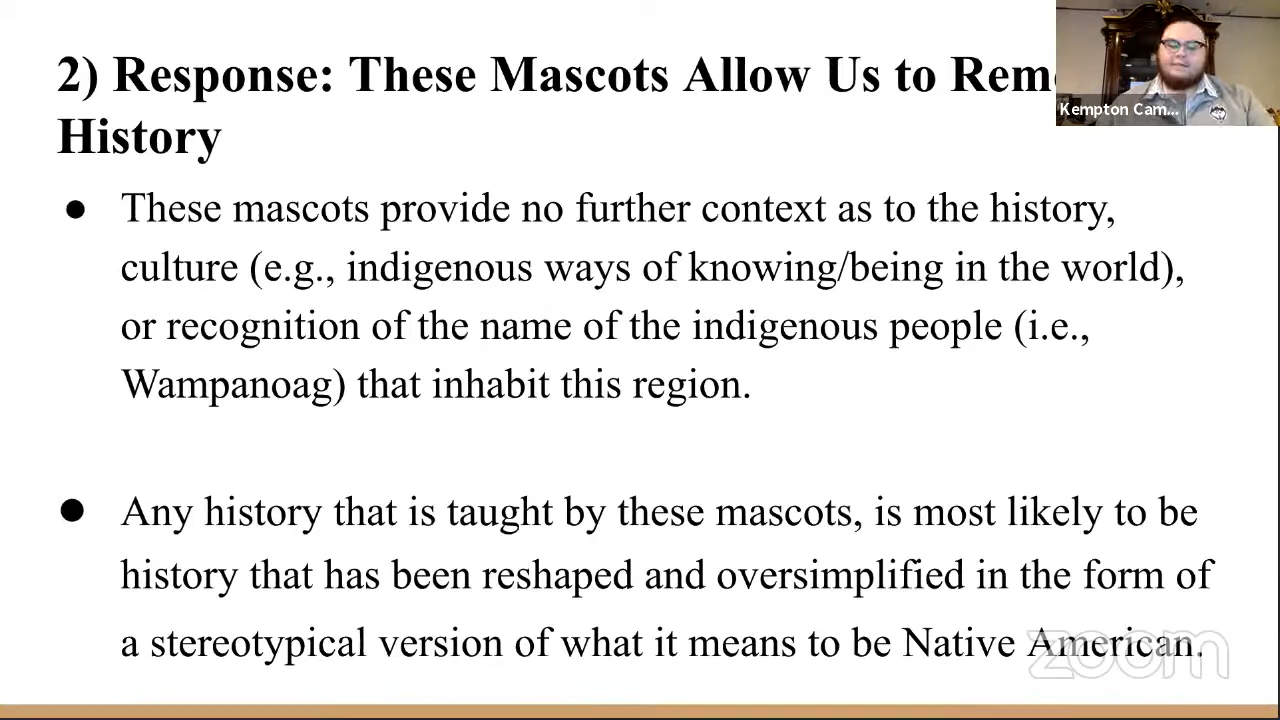 2) Response: These Mascots Allow Us to
Kempton Cam...
History
● These mascots provide no further context as to the history,
culture (e.g., indigenous ways of knowing/being in the world),
or recognition of the name of the indigenous people (i.e.,
Wampanoag) that inhabit this region.
● Any history that is taught by these mascots, is most likely to be
history that has been reshaped and oversimplified in the form of
a stereotypical version of what it means to be Native American.
zoom